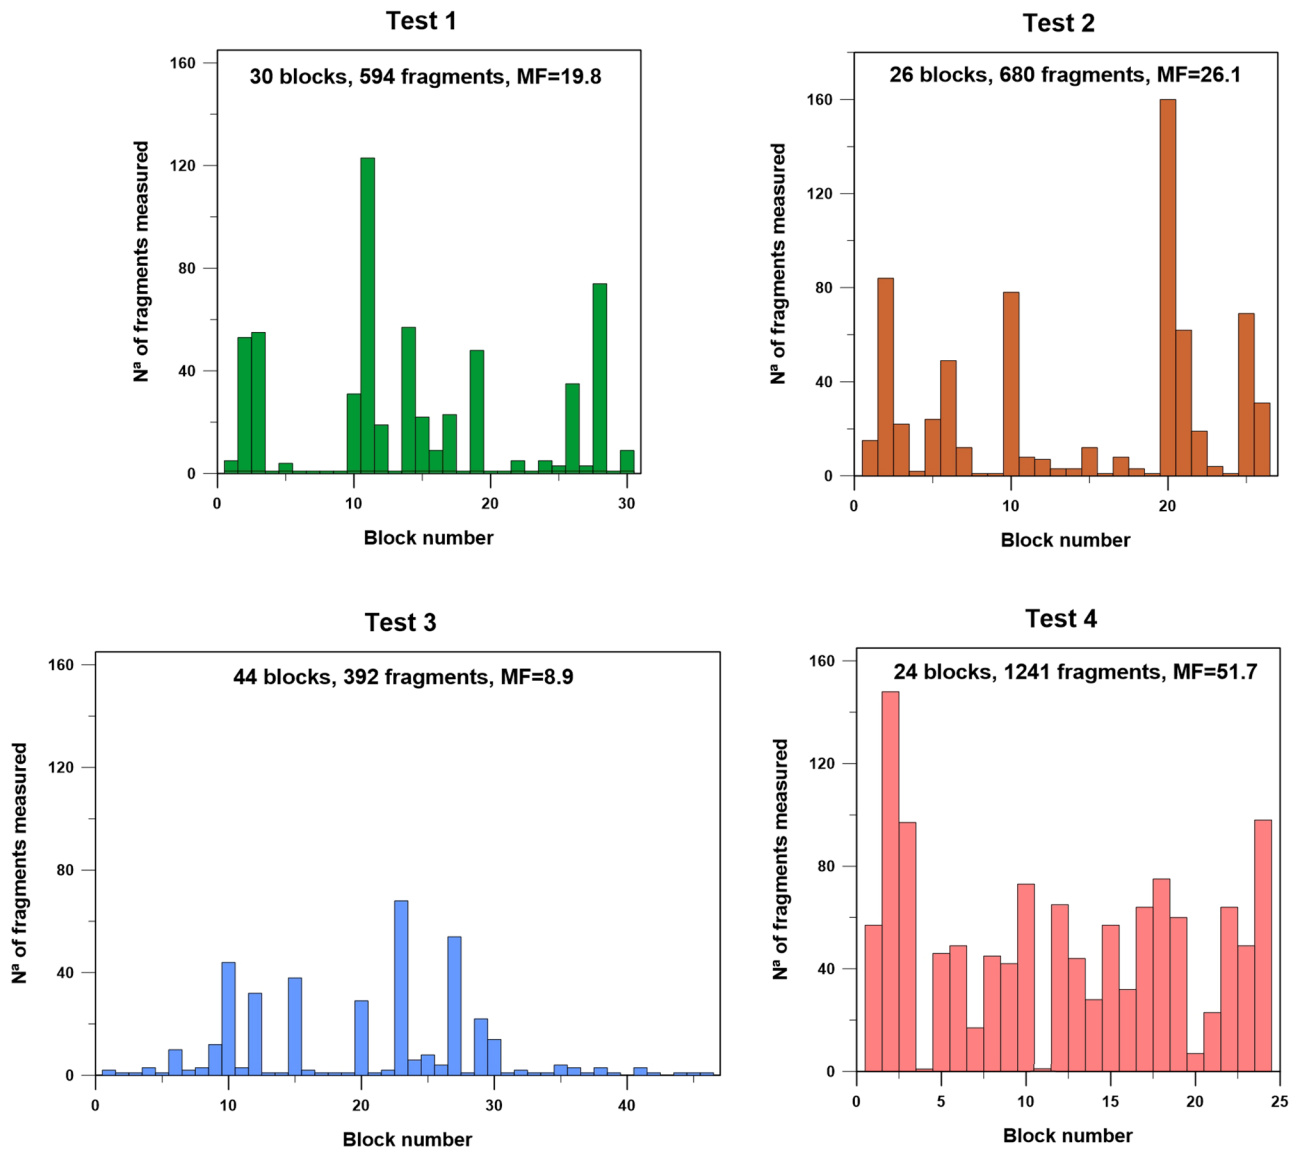 Test 1
30 blocks, 594 fragments, MF=19.8
Nª of fragments measured
160
120
80
40
0
0 10 20 30
Block number
Test 2
26 blocks, 680 fragments, MF=26.1
Nª of fragments measured
160
120
80
40
0
0 10 20
Block number
Test 3
44 blocks, 392 fragments, MF=8.9
Nª of fragments measured
160
120
80
40
0
0 10 20 30 40
Block number
Test 4
24 blocks, 1241 fragments, MF=51.7
Nª of fragments measured
160
120
80
40
0
0 5 10 15 20 25
Block number